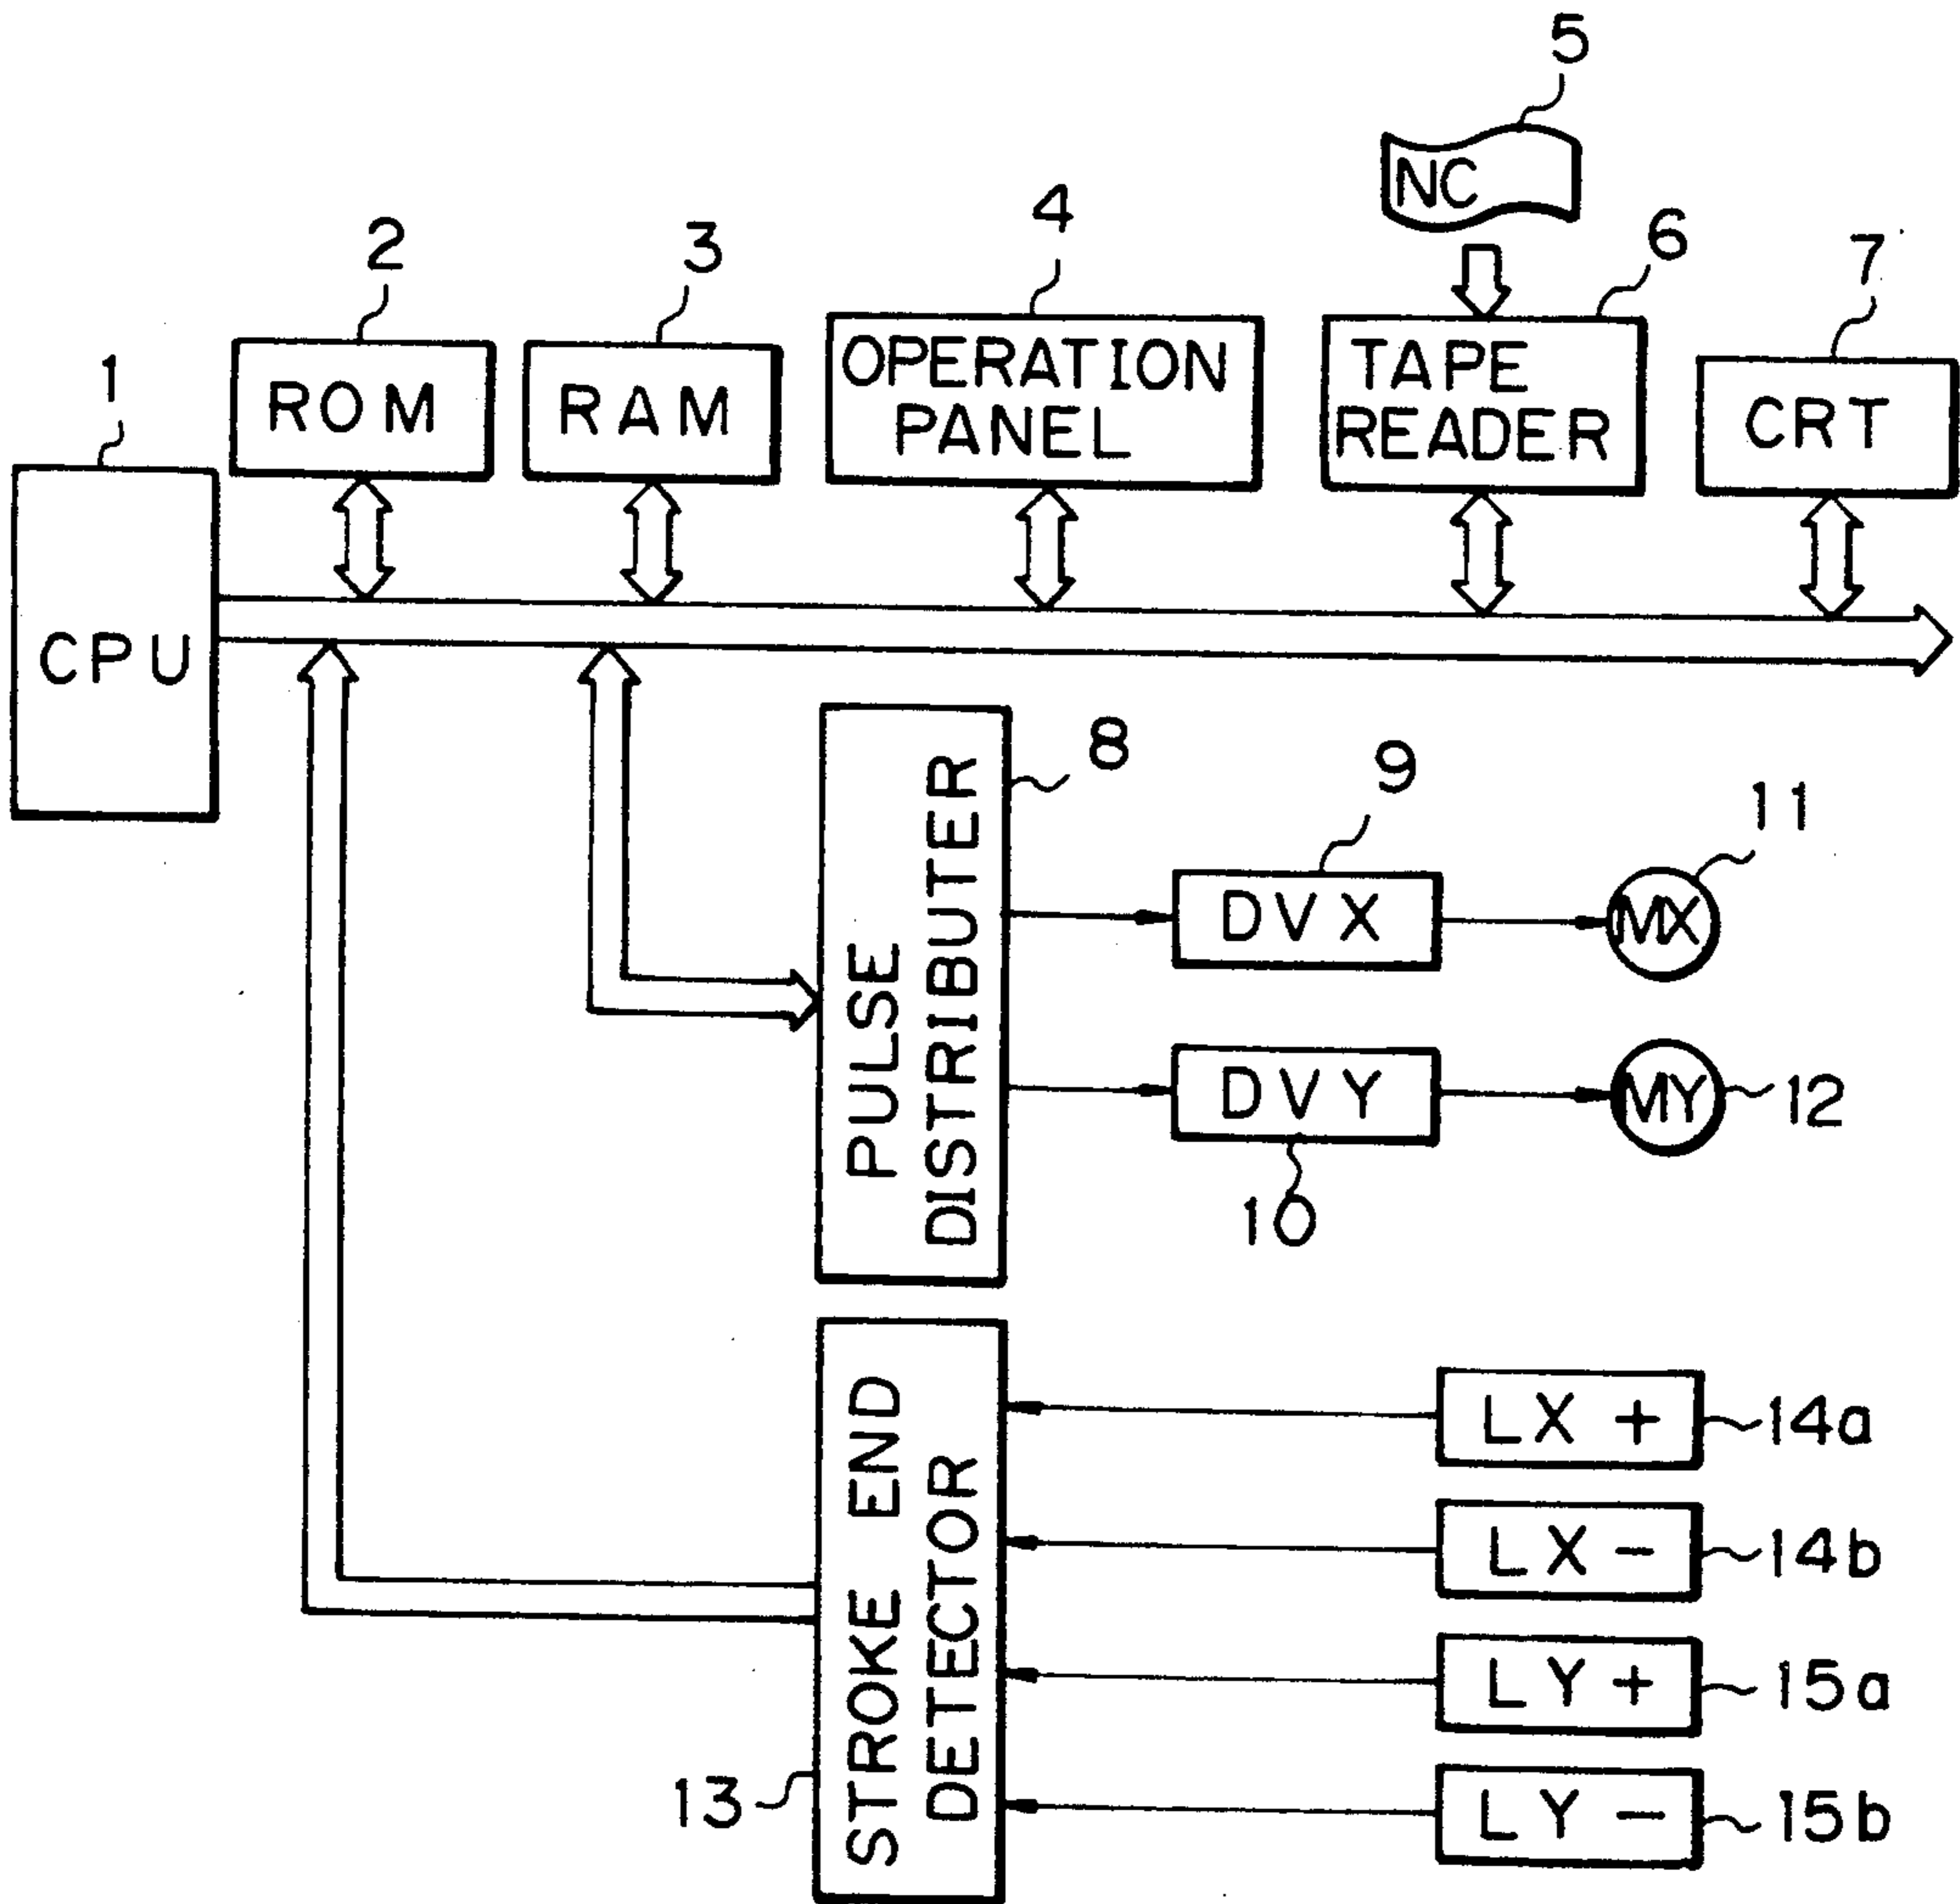 5
NC
4
2
3
6
7
1
ROM
RAM
OPERATION
PANEL
TAPE
READER
CRT
CPU
8
PULSE
DISTRIBUTER
9
DVX
11
MX
DVY
10
MY
12
13
STROKE END
DETECTOR
LX +
14a
LX -
14b
LY +
15a
LY -
15b